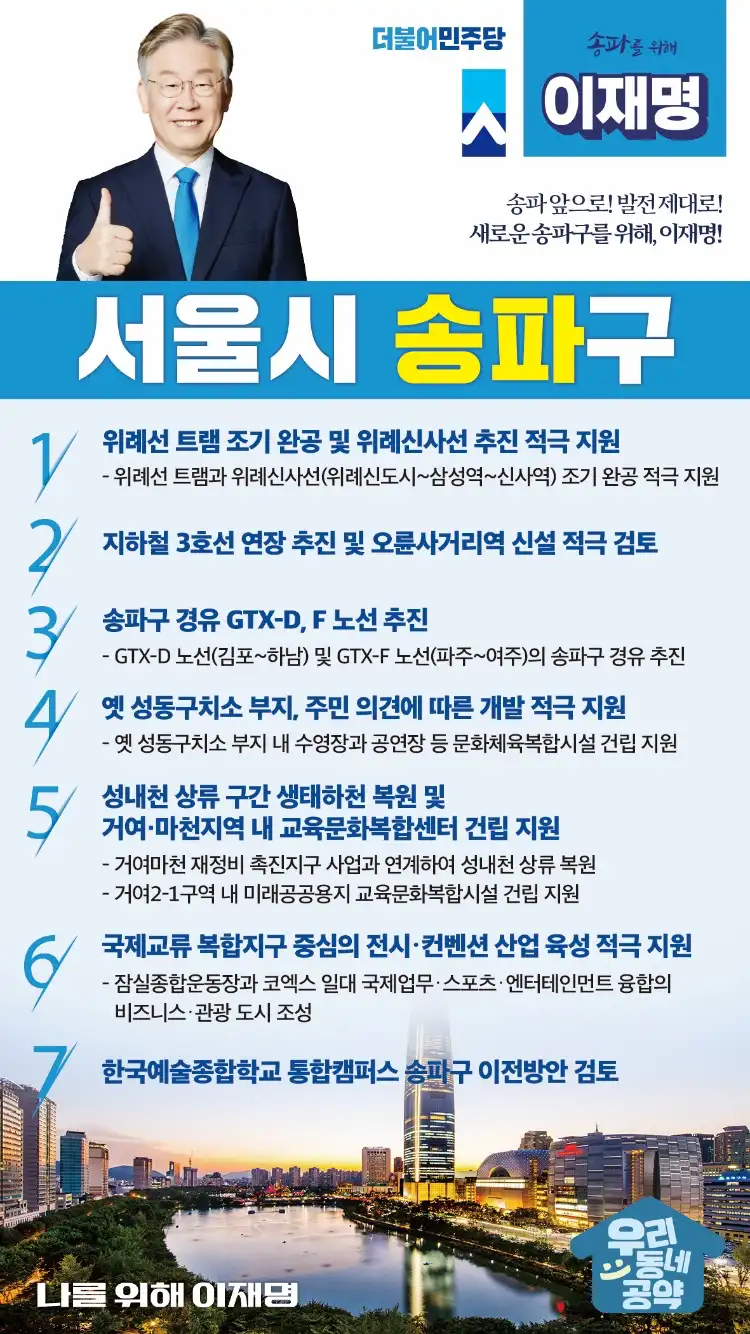 더불어민주당
송파를 위해
이재명
송파 앞으로! 발전 제대로!
새로운 송파구를 위해, 이재명!
서울시 송파구
1 위례선 트램 조기 완공 및 위례신사선 추진 적극 지원
- 위례선 트램과 위례신사선(위례신도시~삼성역~신사역) 조기 완공 적극 지원
2 지하철 3호선 연장 추진 및 오륜사거리역 신설 적극 검토
3 송파구 경유 GTX-D, F 노선 추진
- GTX-D 노선(김포~하남) 및 GTX-F 노선(파주~여주)의 송파구 경유 추진
4 옛 성동구치소 부지, 주민 의견에 따른 개발 적극 지원
- 옛 성동구치소 부지 내 수영장과 공연장 등 문화체육복합시설 건립 지원
5 성내천 상류 구간 생태하천 복원 및
거여·마천지역 내 교육문화복합센터 건립 지원
- 거여마천 재정비 촉진지구 사업과 연계하여 성내천 상류 복원
- 거여2-1구역 내 미래공공용지 교육문화복합시설 건립 지원
6 국제교류 복합지구 중심의 전시·컨벤션 산업 육성 적극 지원
- 잠실종합운동장과 코엑스 일대 국제업무·스포츠·엔터테인먼트 융합의
비즈니스·관광 도시 조성
7 한국예술종합학교 통합캠퍼스 송파구 이전방안 검토
나를 위해 이재명
우리
동네
공약